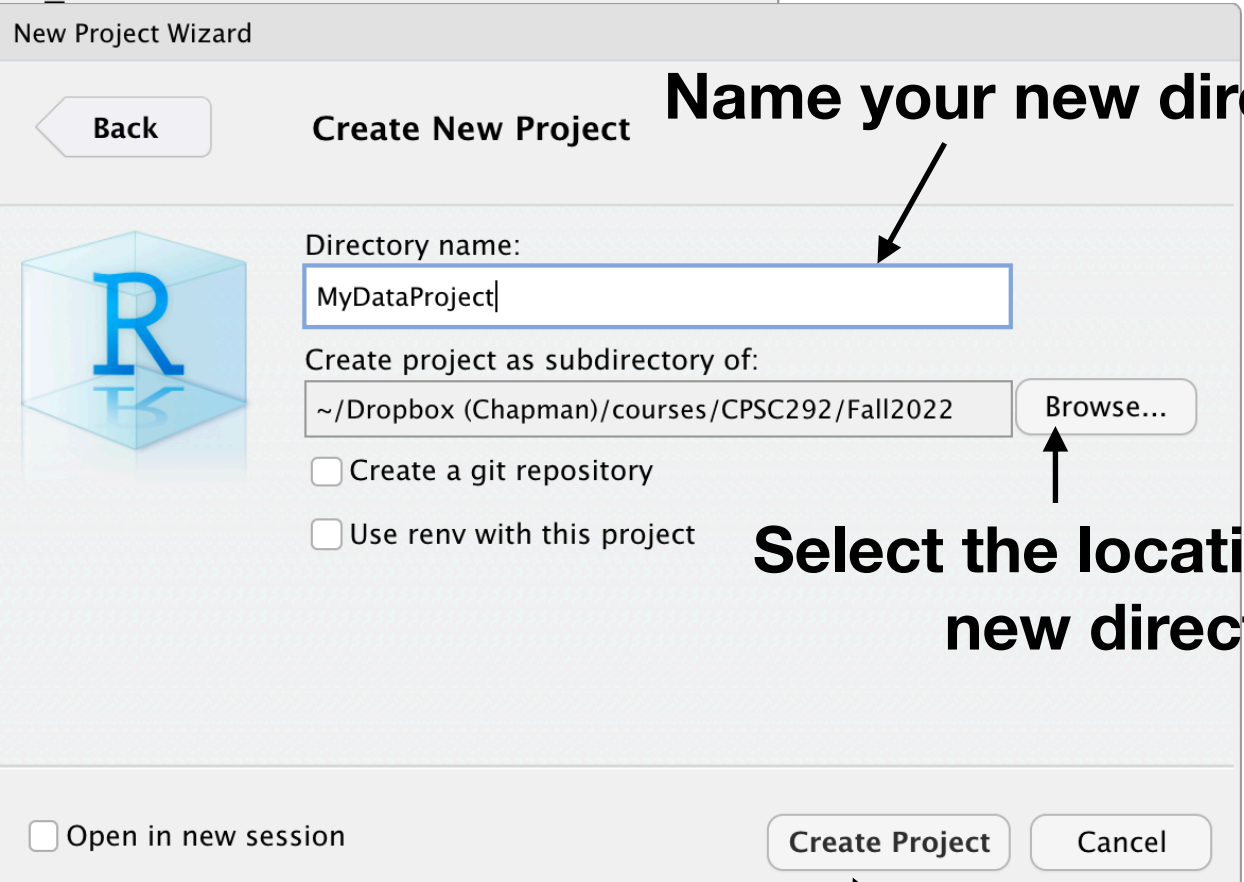 New Project Wizard
Back
Create New Project
Name your new dir
Directory name:
MyDataProject
Create project as subdirectory of:
~/Dropbox (Chapman)/courses/CPSC292/Fall2022
Browse...
Create a git repository
Use renv with this project
Select the locati
new direc
R
Open in new session
Create Project
Cancel